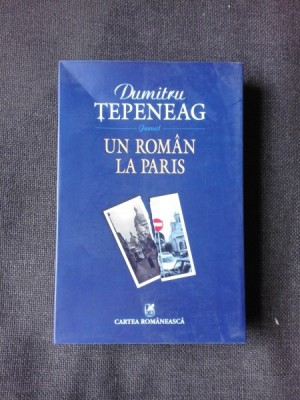 Dumitru
ȚEPENEAG
Jurnal
UN ROMÂN
LA PARIS
CARTEA ROMÂNEASCĂ